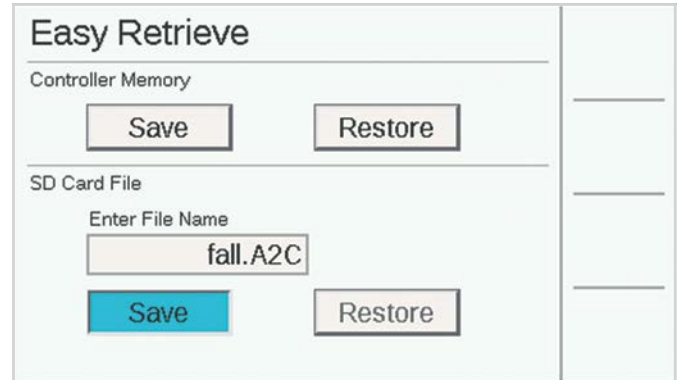 Easy Retrieve
Controller Memory
Save Restore
SD Card File
Enter File Name
fall.A2C
Save Restore